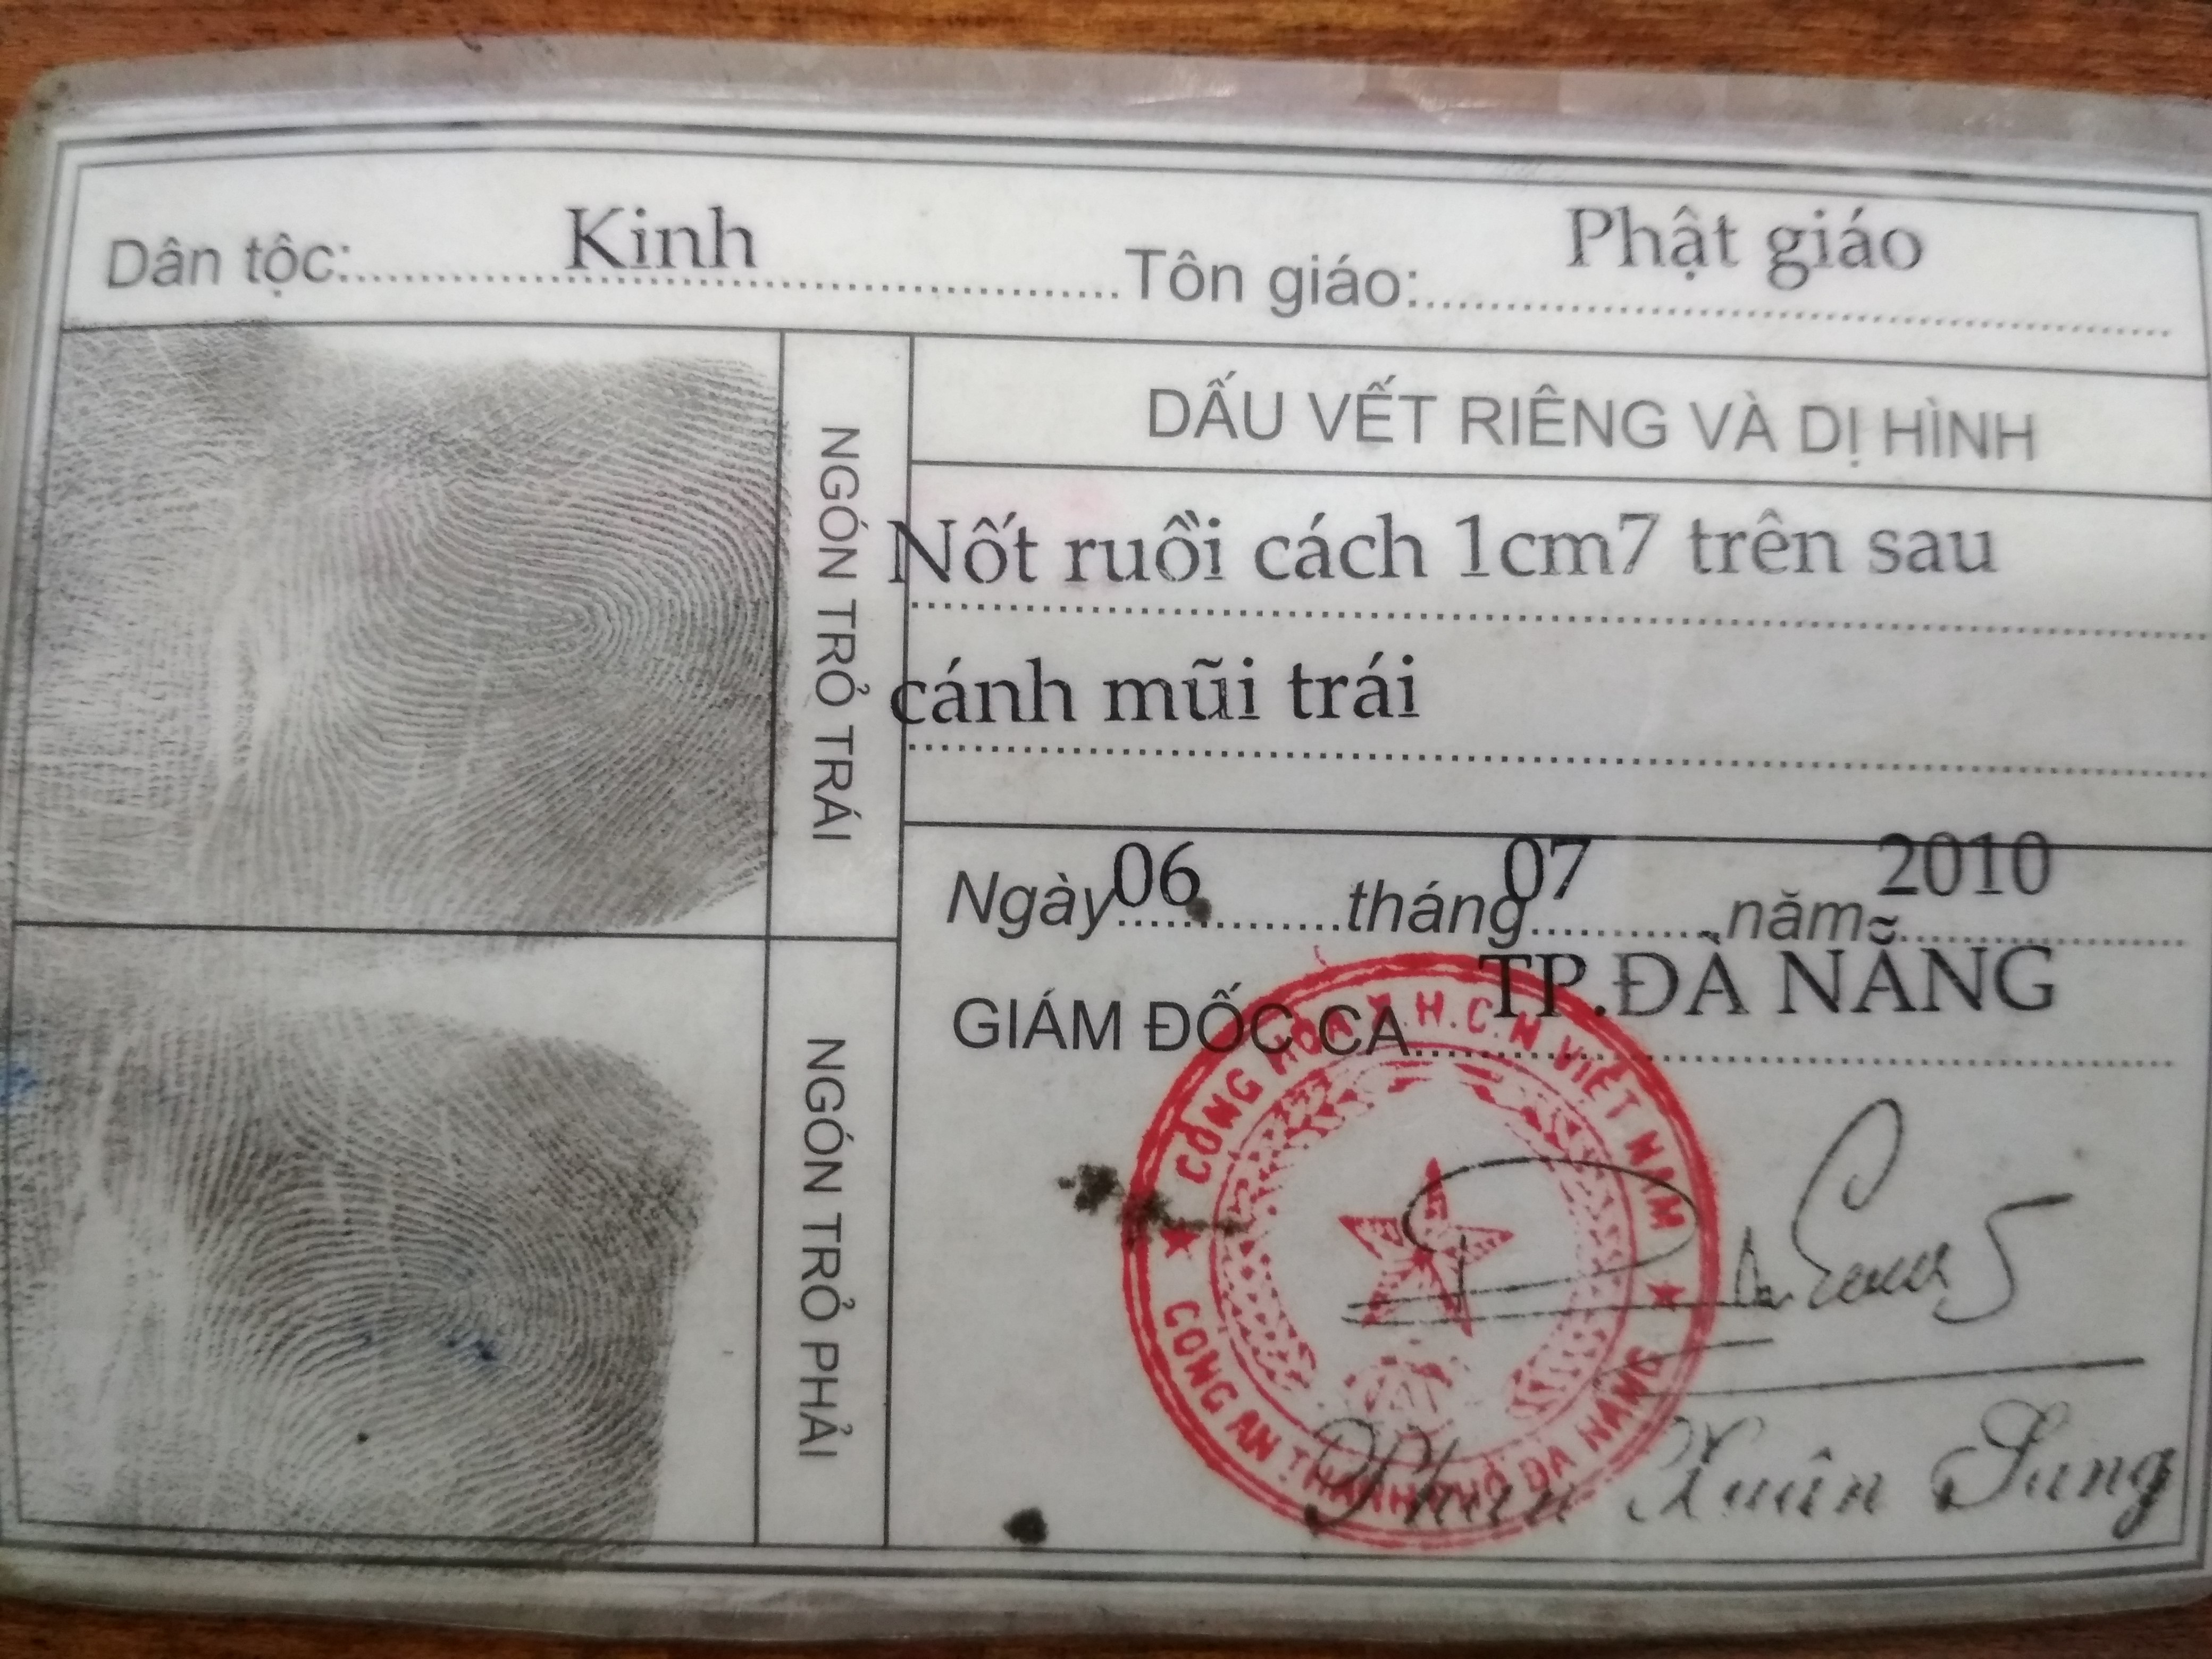 Dân tộc: Kinh Tôn giáo: Phật giáo
NGÓN TRỎ TRÁI
DẤU VẾT RIÊNG VÀ DỊ HÌNH
Nốt ruồi cách 1cm7 trên sau
cánh mũi trái
Ngày 06 tháng 07 năm 2010
GIÁM ĐỐC CA TP.ĐÀ NẴNG
NGÓN TRỎ PHẢI
CỘNG HÒA X.H.C.N VIỆT NAM
CÔNG AN THÀNH PHỐ ĐÀ NẴNG
Phan Xuân Sang